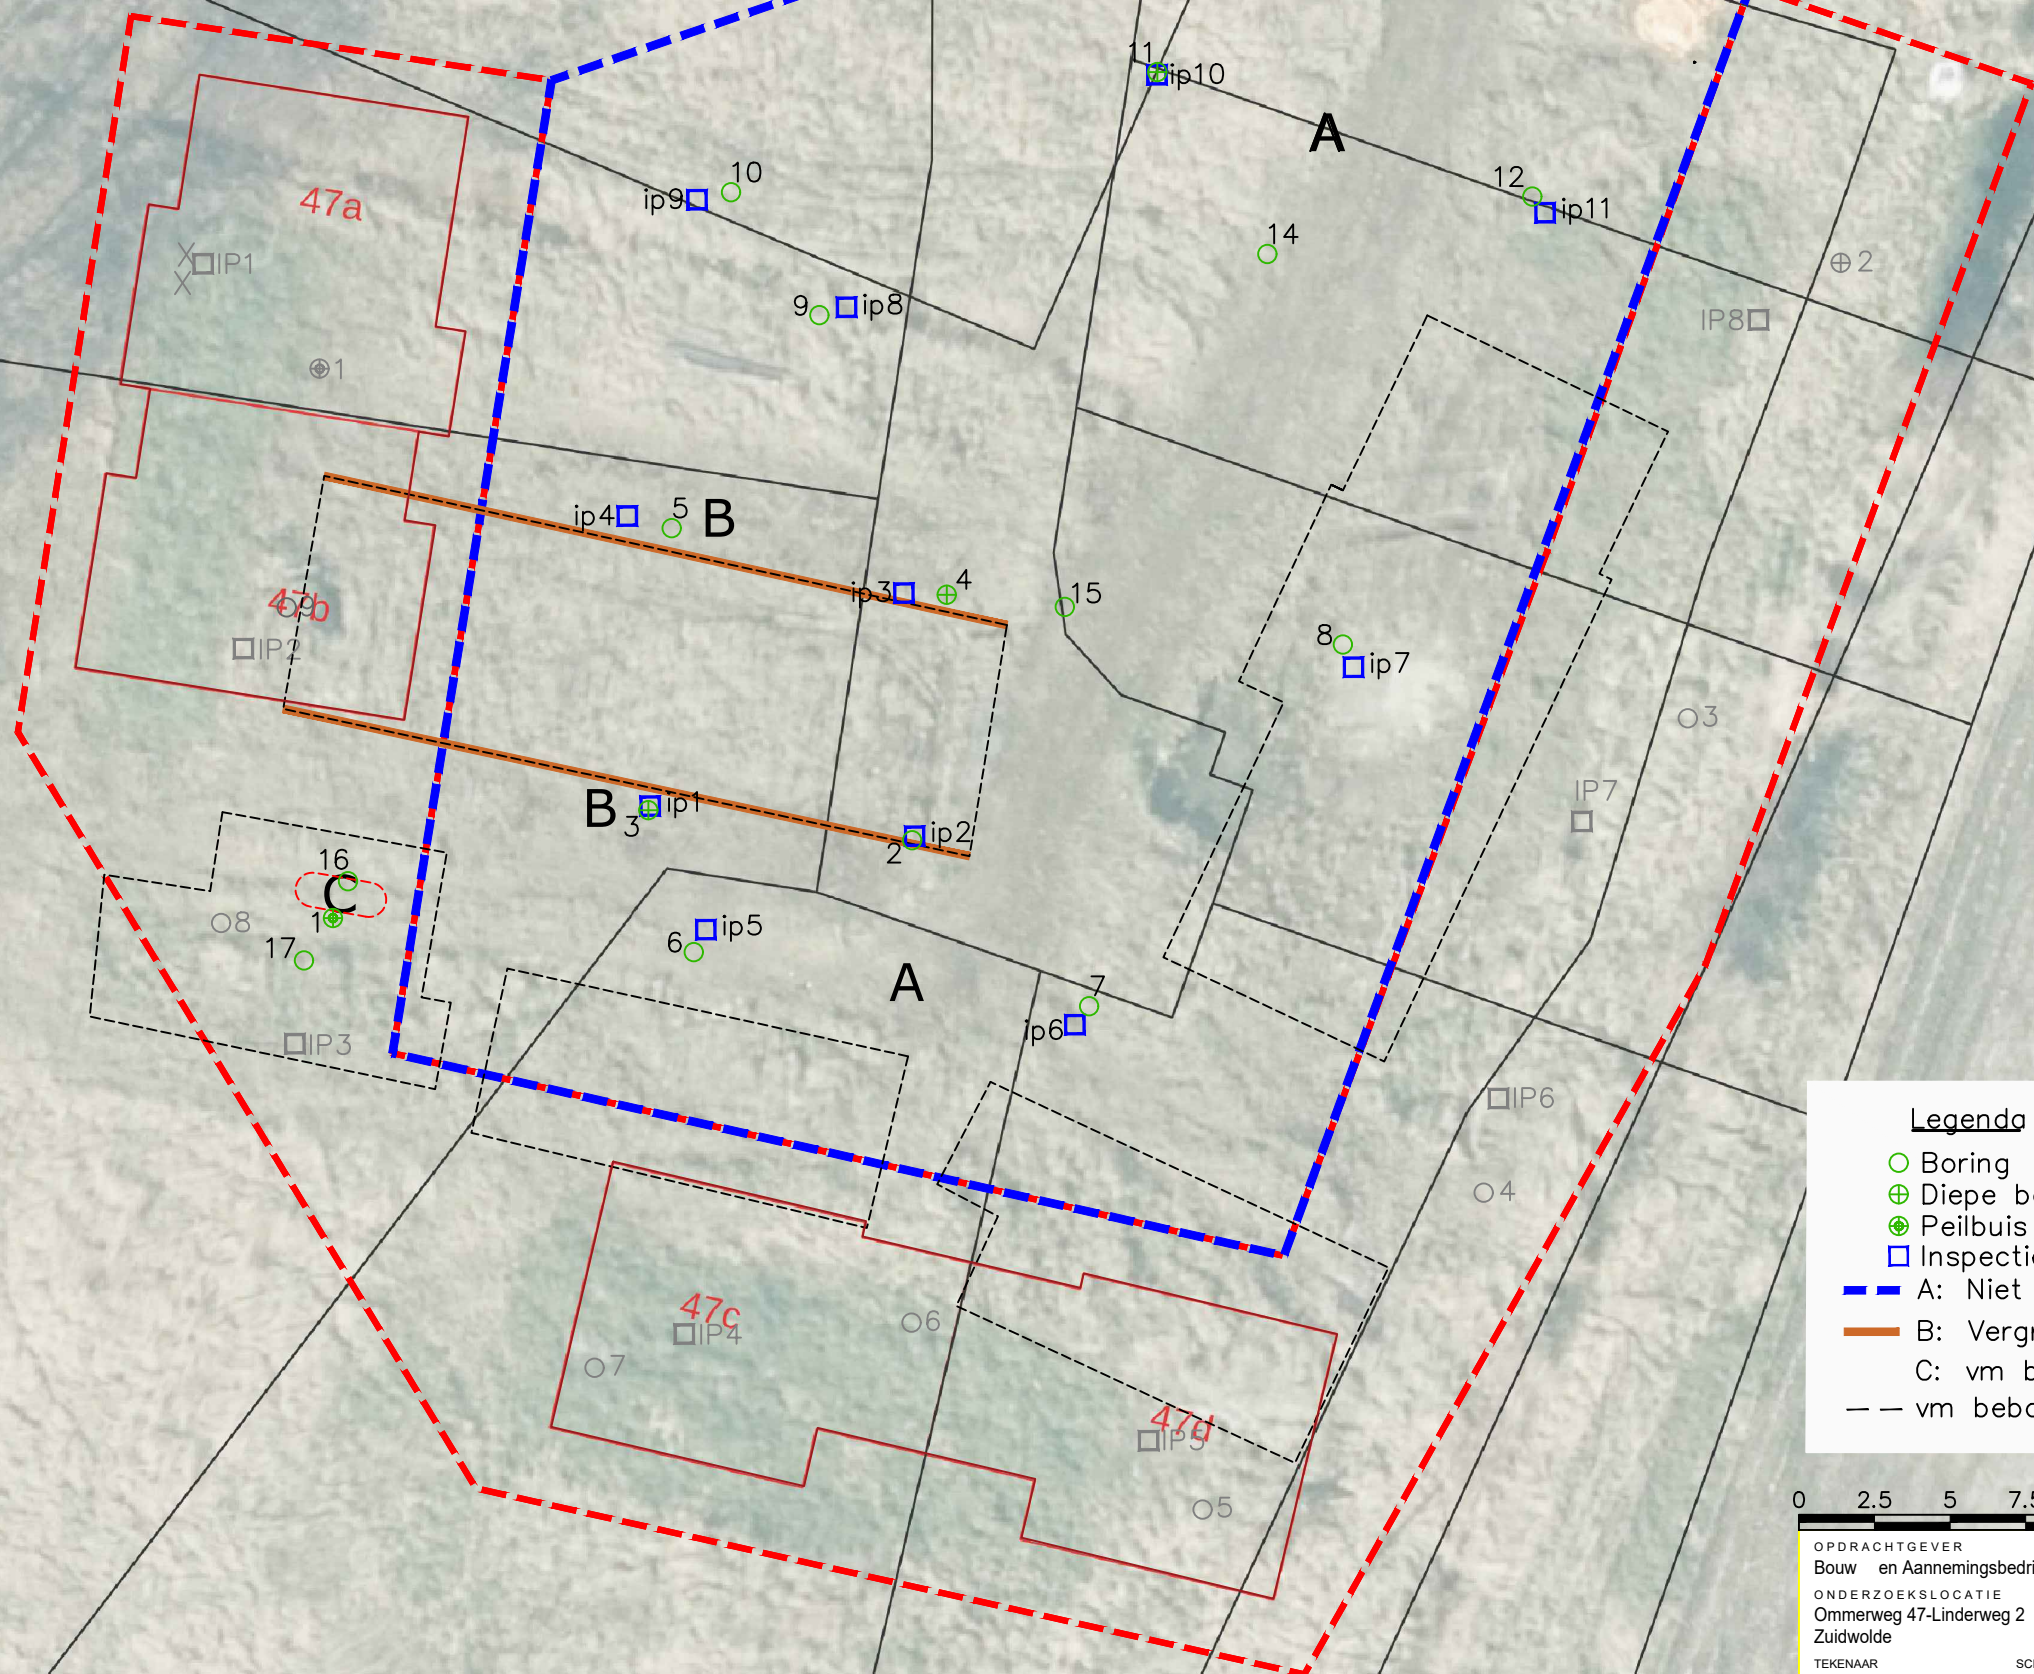 11
ip10
A
10
ip9
12
ip11
47a
14
IP1
2
9
ip8
IP8
1
ip4
5
B
ip3
4
15
47b
9
8
ip7
IP2
3
IP7
B
ip1
3
ip2
2
16
C
8
1
17
ip5
6
A
7
ip6
IP3
IP6
Legenda
Boring
Diepe
4
Peilbuis
A: Niet
47c
IP4
6
B:
7
C: vm
vm
47d
IP5
5
0 2.5 5
OPDRACHTGEVER
Bouw en
ONDERZOEKSLOCATIE
Ommerweg 47-Linderweg 2
Zuidwolde
TEKENAAR